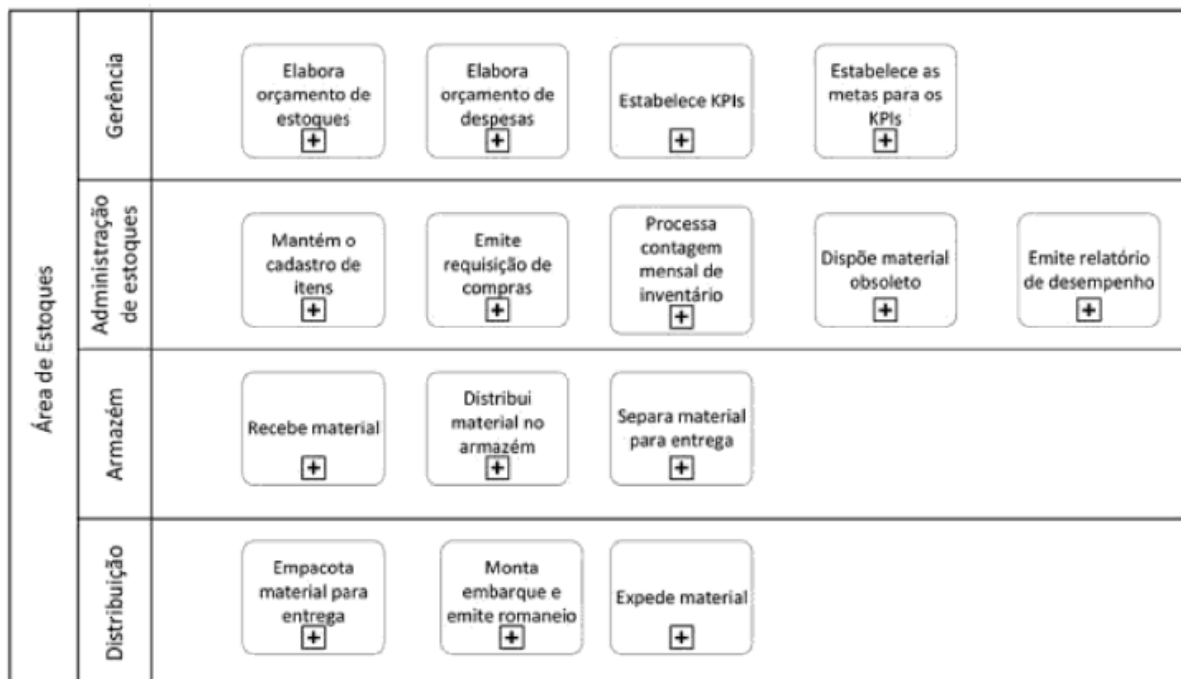 Área de Estoques
Gerência
Elabora
orçamento de
estoques
Elabora
orçamento de
despesas
Estabelece KPIs
Estabelece as
metas para os
KPIs
Administração
de estoques
Mantém o
cadastro de
itens
Emite
requisição de
compras
Processa
contagem
mensal de
inventário
Dispõe material
obsoleto
Emite relatório
de desempenho
Armazém
Recebe material
Distribui
material no
armazém
Separa material
para entrega
Distribuição
Empacota
material para
entrega
Monta
embarque e
emite romaneio
Expede material